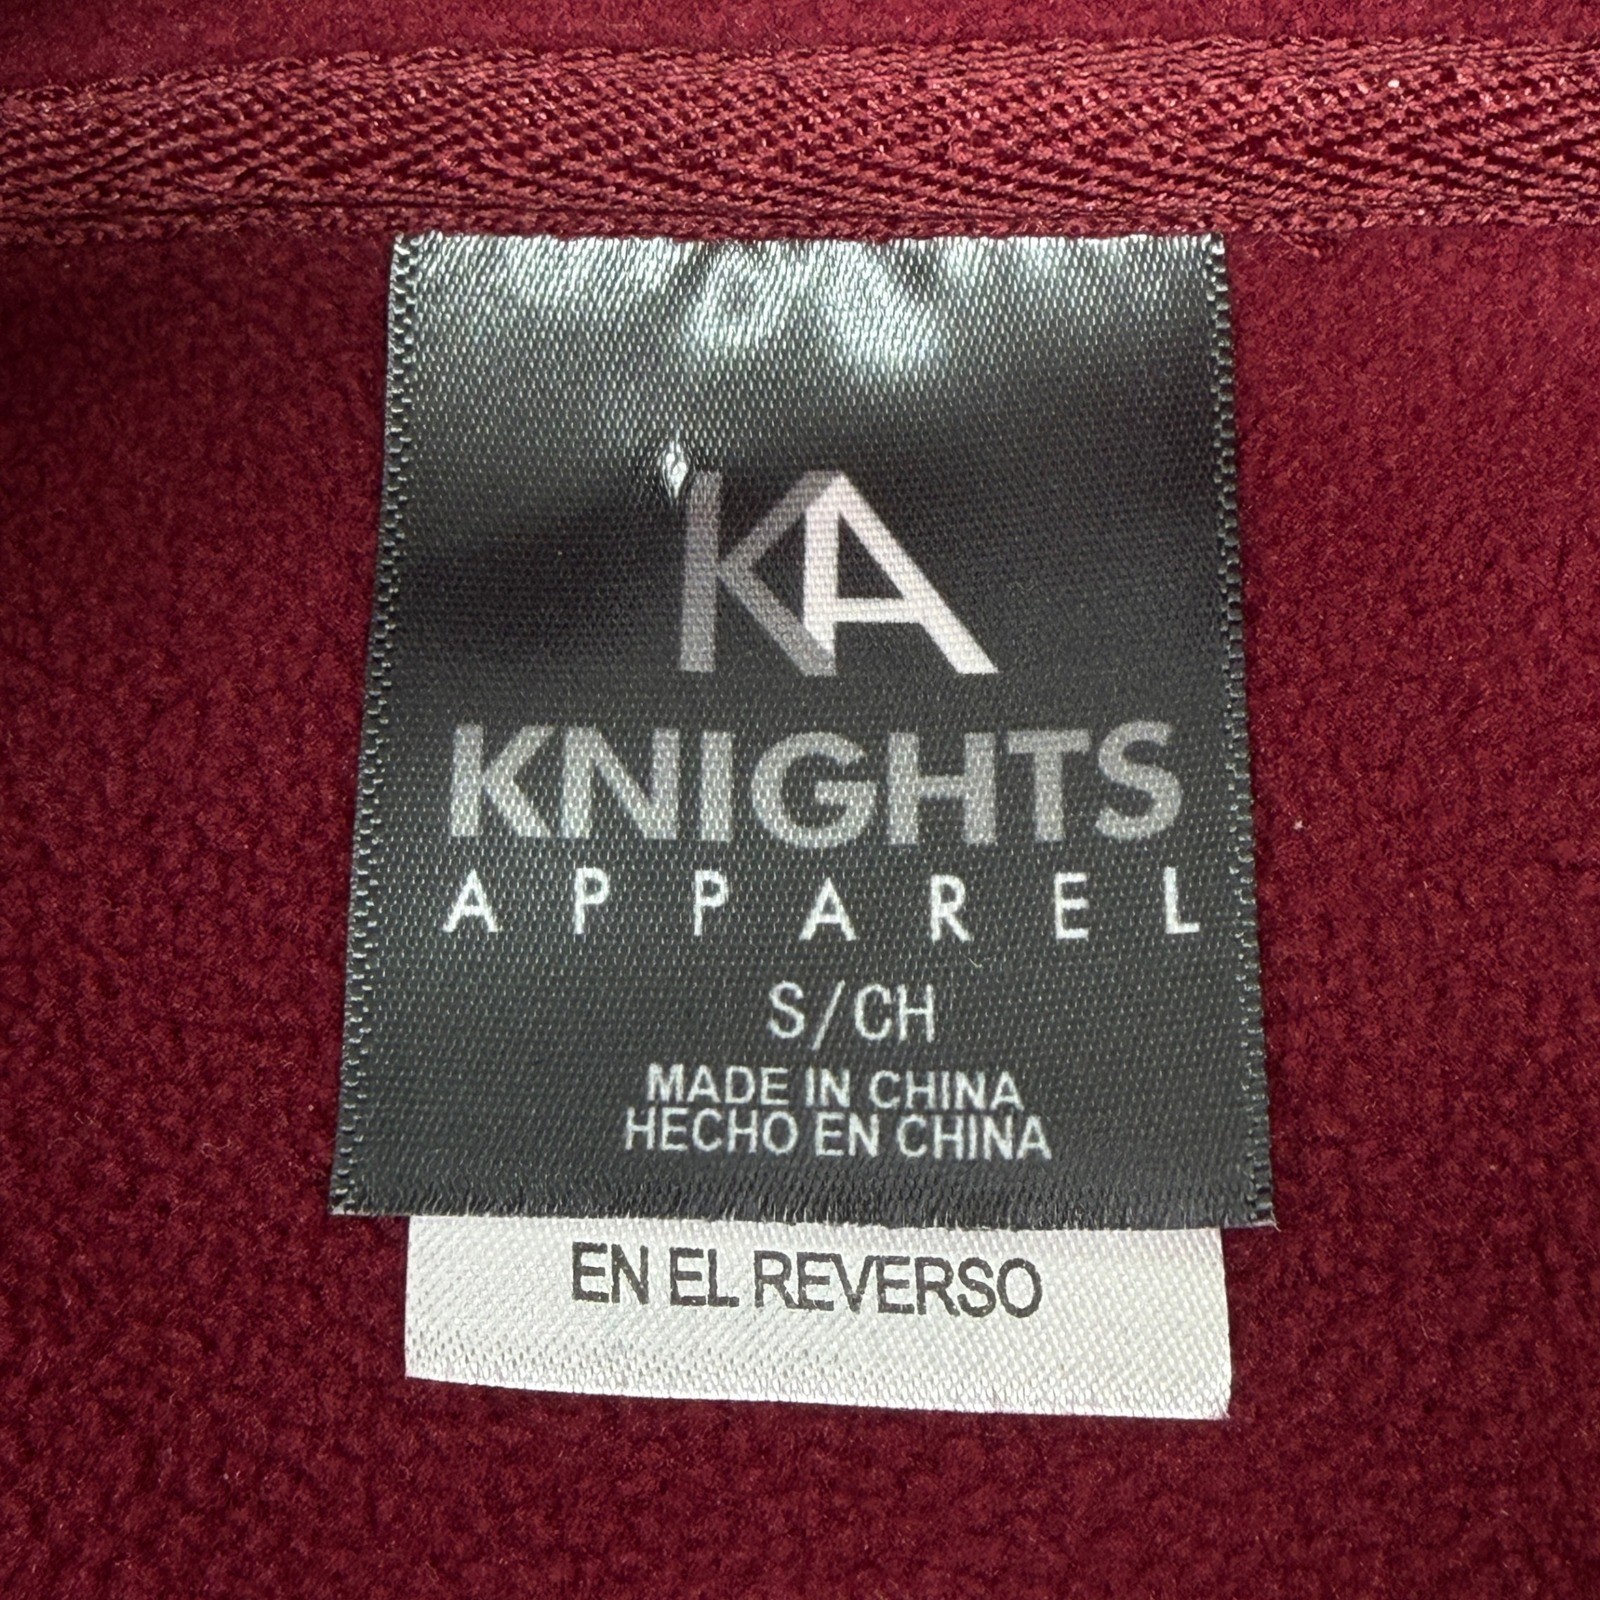 KA
KNIGHTS
APPAREL
S/CH
MADE IN CHINA
HECHO EN CHINA
EN EL REVERSO